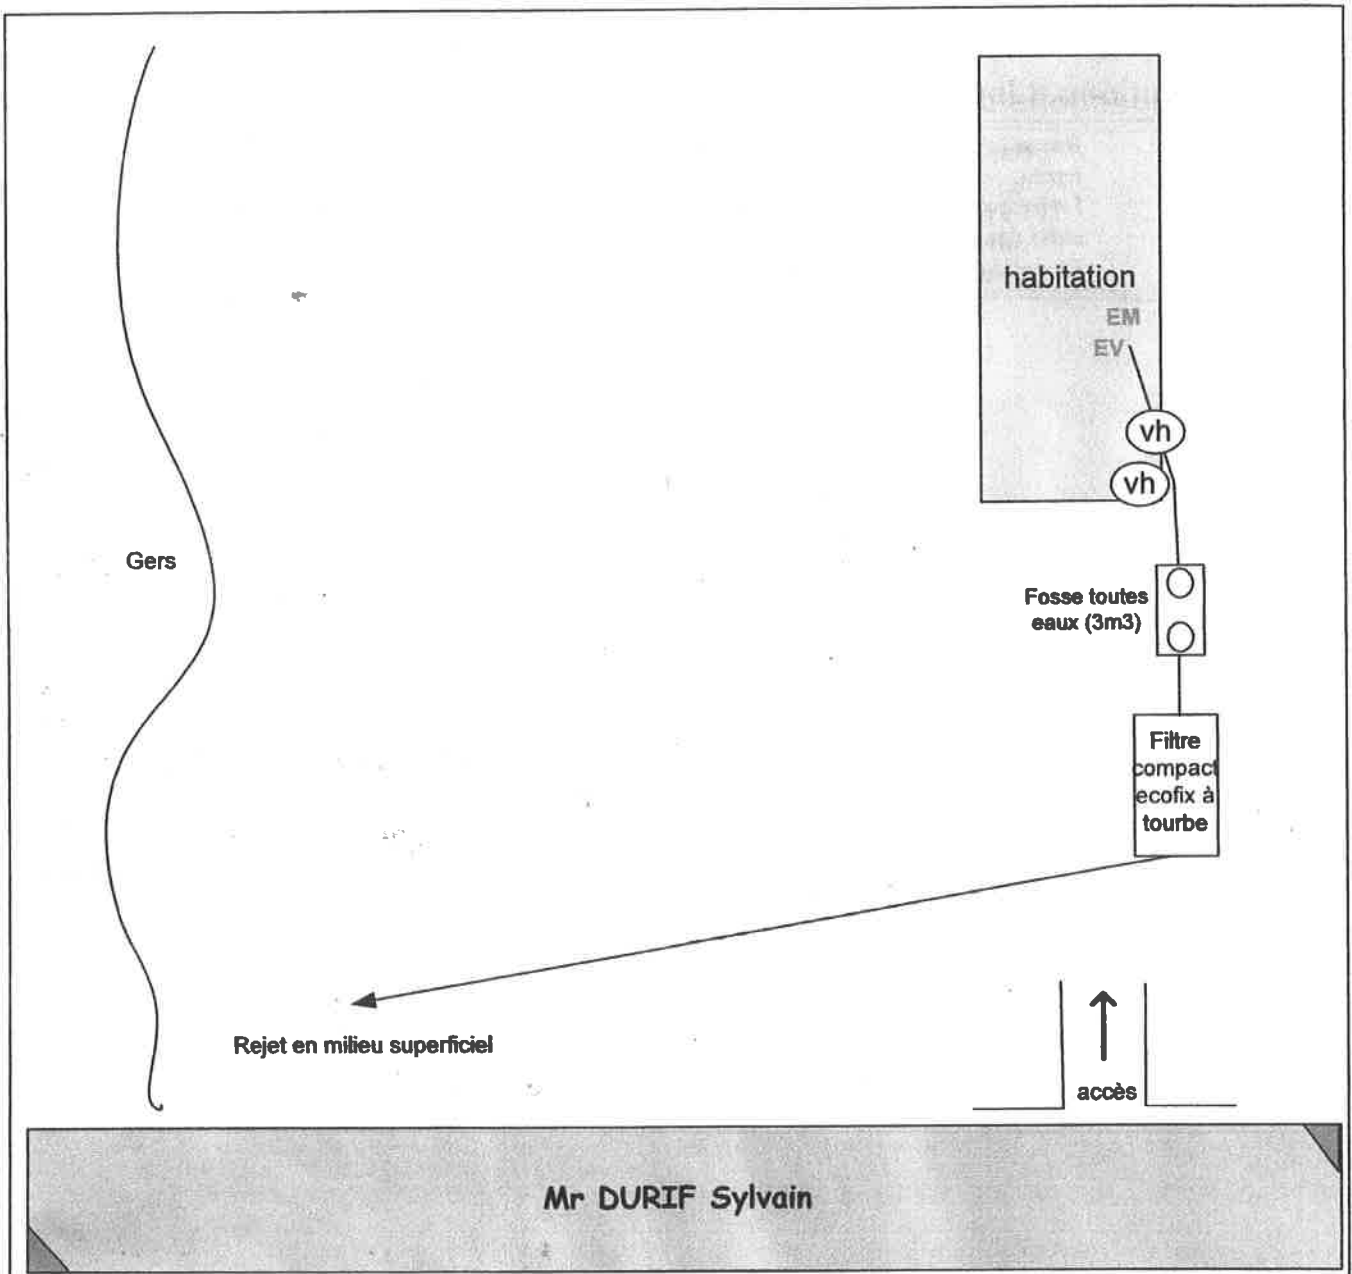 habitation
EM
EV
vh
vh
Gers
Fosse toutes
eaux (3m3)
Filtre
compact
ecofix à
tourbe
Rejet en milieu superficiel
accès
Mr DURIF Sylvain